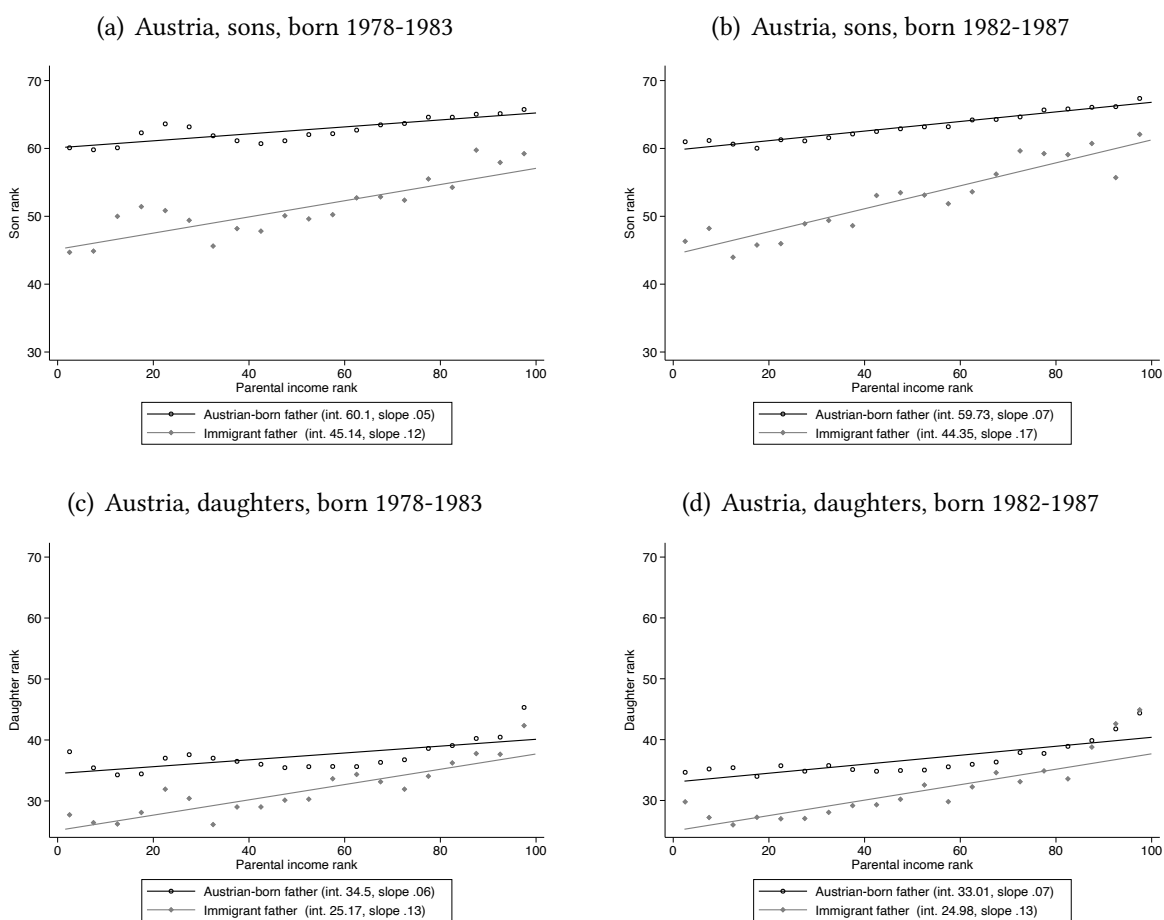 (a) Austria, sons, born 1978-1983
70
60
50
40
30
Son rank
0 20 40 60 80 100
Parental income rank
Austrian-born father (int. 60.1, slope .05)
Immigrant father (int. 45.14, slope .12)
(b) Austria, sons, born 1982-1987
70
60
50
40
30
Son rank
0 20 40 60 80 100
Parental income rank
Austrian-born father (int. 59.73, slope .07)
Immigrant father (int. 44.35, slope .17)
(c) Austria, daughters, born 1978-1983
70
60
50
40
30
Daughter rank
0 20 40 60 80 100
Parental income rank
Austrian-born father (int. 34.5, slope .06)
Immigrant father (int. 25.17, slope .13)
(d) Austria, daughters, born 1982-1987
70
60
50
40
30
Daughter rank
0 20 40 60 80 100
Parental income rank
Austrian-born father (int. 33.01, slope .07)
Immigrant father (int. 24.98, slope .13)